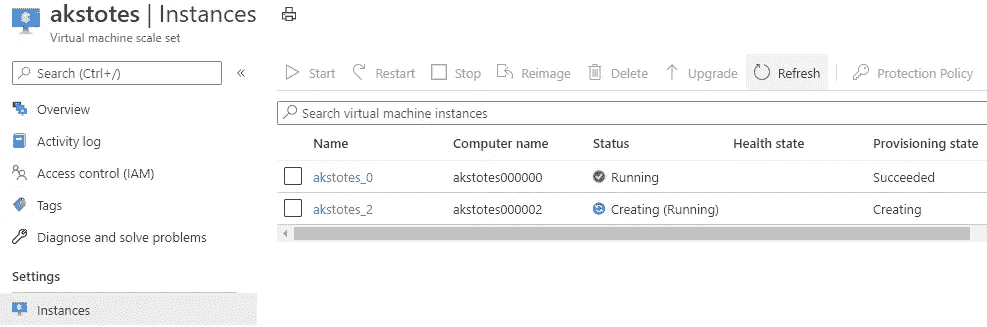 akstotes | Instances
Virtual machine scale set
Search (Ctrl+/)
«
Overview
Activity log
Access control (IAM)
Tags
Diagnose and solve problems
Settings
Instances
Start Restart Stop Reimage Delete Upgrade Refresh Protection Policy
Search virtual machine instances
Name Computer name Status Health state Provisioning state
akstotes_0 akstotes000000 Running Succeeded
akstotes_2 akstotes000002 Creating (Running) Creating